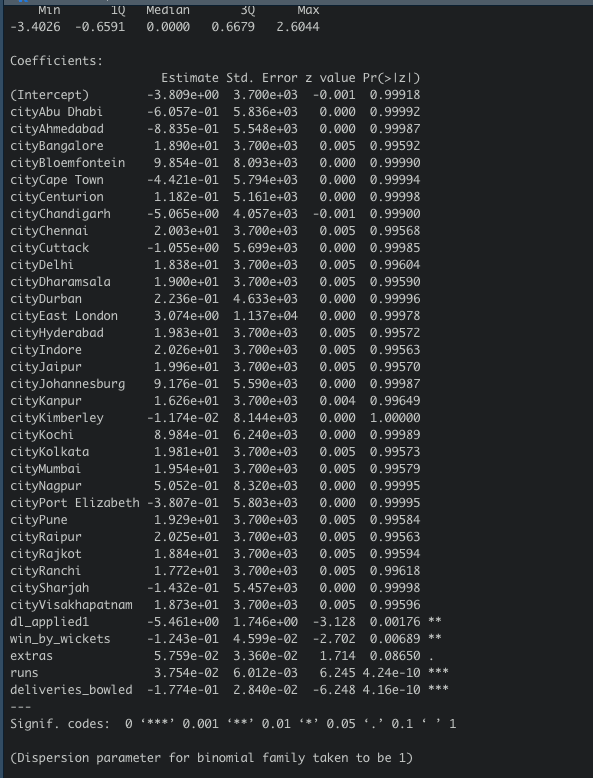 Min 1Q Median 3Q Max
-3.4026 -0.6591 0.0000 0.6679 2.6044
Coefficients:
Estimate Std. Error z value Pr(>|z|)
(Intercept) -3.809e+00 3.700e+03 -0.001 0.99918
cityAbu Dhabi -6.057e-01 5.836e+03 0.000 0.99992
cityAhmedabad -8.835e-01 5.548e+03 0.000 0.99987
cityBangalore 1.890e+01 3.700e+03 0.005 0.99592
cityBloemfontein 9.854e-01 8.093e+03 0.000 0.99990
cityCape Town -4.421e-01 5.794e+03 0.000 0.99994
cityCenturion 1.182e-01 5.161e+03 0.000 0.99998
cityChandigarh -5.065e+00 4.057e+03 -0.001 0.99900
cityChennai 2.003e+01 3.700e+03 0.005 0.99568
cityCuttack -1.055e+00 5.699e+03 0.000 0.99985
cityDelhi 1.838e+01 3.700e+03 0.005 0.99604
cityDharamsala 1.900e+01 3.700e+03 0.005 0.99590
cityDurban 2.236e-01 4.633e+03 0.000 0.99996
cityEast London 3.074e+00 1.137e+04 0.000 0.99978
cityHyderabad 1.983e+01 3.700e+03 0.005 0.99572
cityIndore 2.026e+01 3.700e+03 0.005 0.99563
cityJaipur 1.996e+01 3.700e+03 0.005 0.99570
cityJohannesburg 9.176e-01 5.590e+03 0.000 0.99987
cityKanpur 1.626e+01 3.700e+03 0.004 0.99649
cityKimberley -1.174e-02 8.144e+03 0.000 1.00000
cityKochi 8.984e-01 6.240e+03 0.000 0.99989
cityKolkata 1.981e+01 3.700e+03 0.005 0.99573
cityMumbai 1.954e+01 3.700e+03 0.005 0.99579
cityNagpur 5.052e-01 8.320e+03 0.000 0.99995
cityPort Elizabeth -3.807e-01 5.803e+03 0.000 0.99995
cityPune 1.929e+01 3.700e+03 0.005 0.99584
cityRaipur 2.025e+01 3.700e+03 0.005 0.99563
cityRajkot 1.884e+01 3.700e+03 0.005 0.99594
cityRanchi 1.772e+01 3.700e+03 0.005 0.99618
citySharjah -1.432e-01 5.457e+03 0.000 0.99998
cityVisakhapatnam 1.873e+01 3.700e+03 0.005 0.99596
dl_applied1 -5.461e+00 1.746e+00 -3.128 0.00176 **
win_by_wickets -1.243e-01 4.599e-02 -2.702 0.00689 **
extras 5.759e-02 3.360e-02 1.714 0.08650 .
runs 3.754e-02 6.012e-03 6.245 4.24e-10 ***
deliveries_bowled -1.774e-01 2.840e-02 -6.248 4.16e-10 ***
---
Signif. codes: 0 ‘***’ 0.001 ‘**’ 0.01 ‘*’ 0.05 ‘.’ 0.1 ‘ ’ 1
(Dispersion parameter for binomial family taken to be 1)